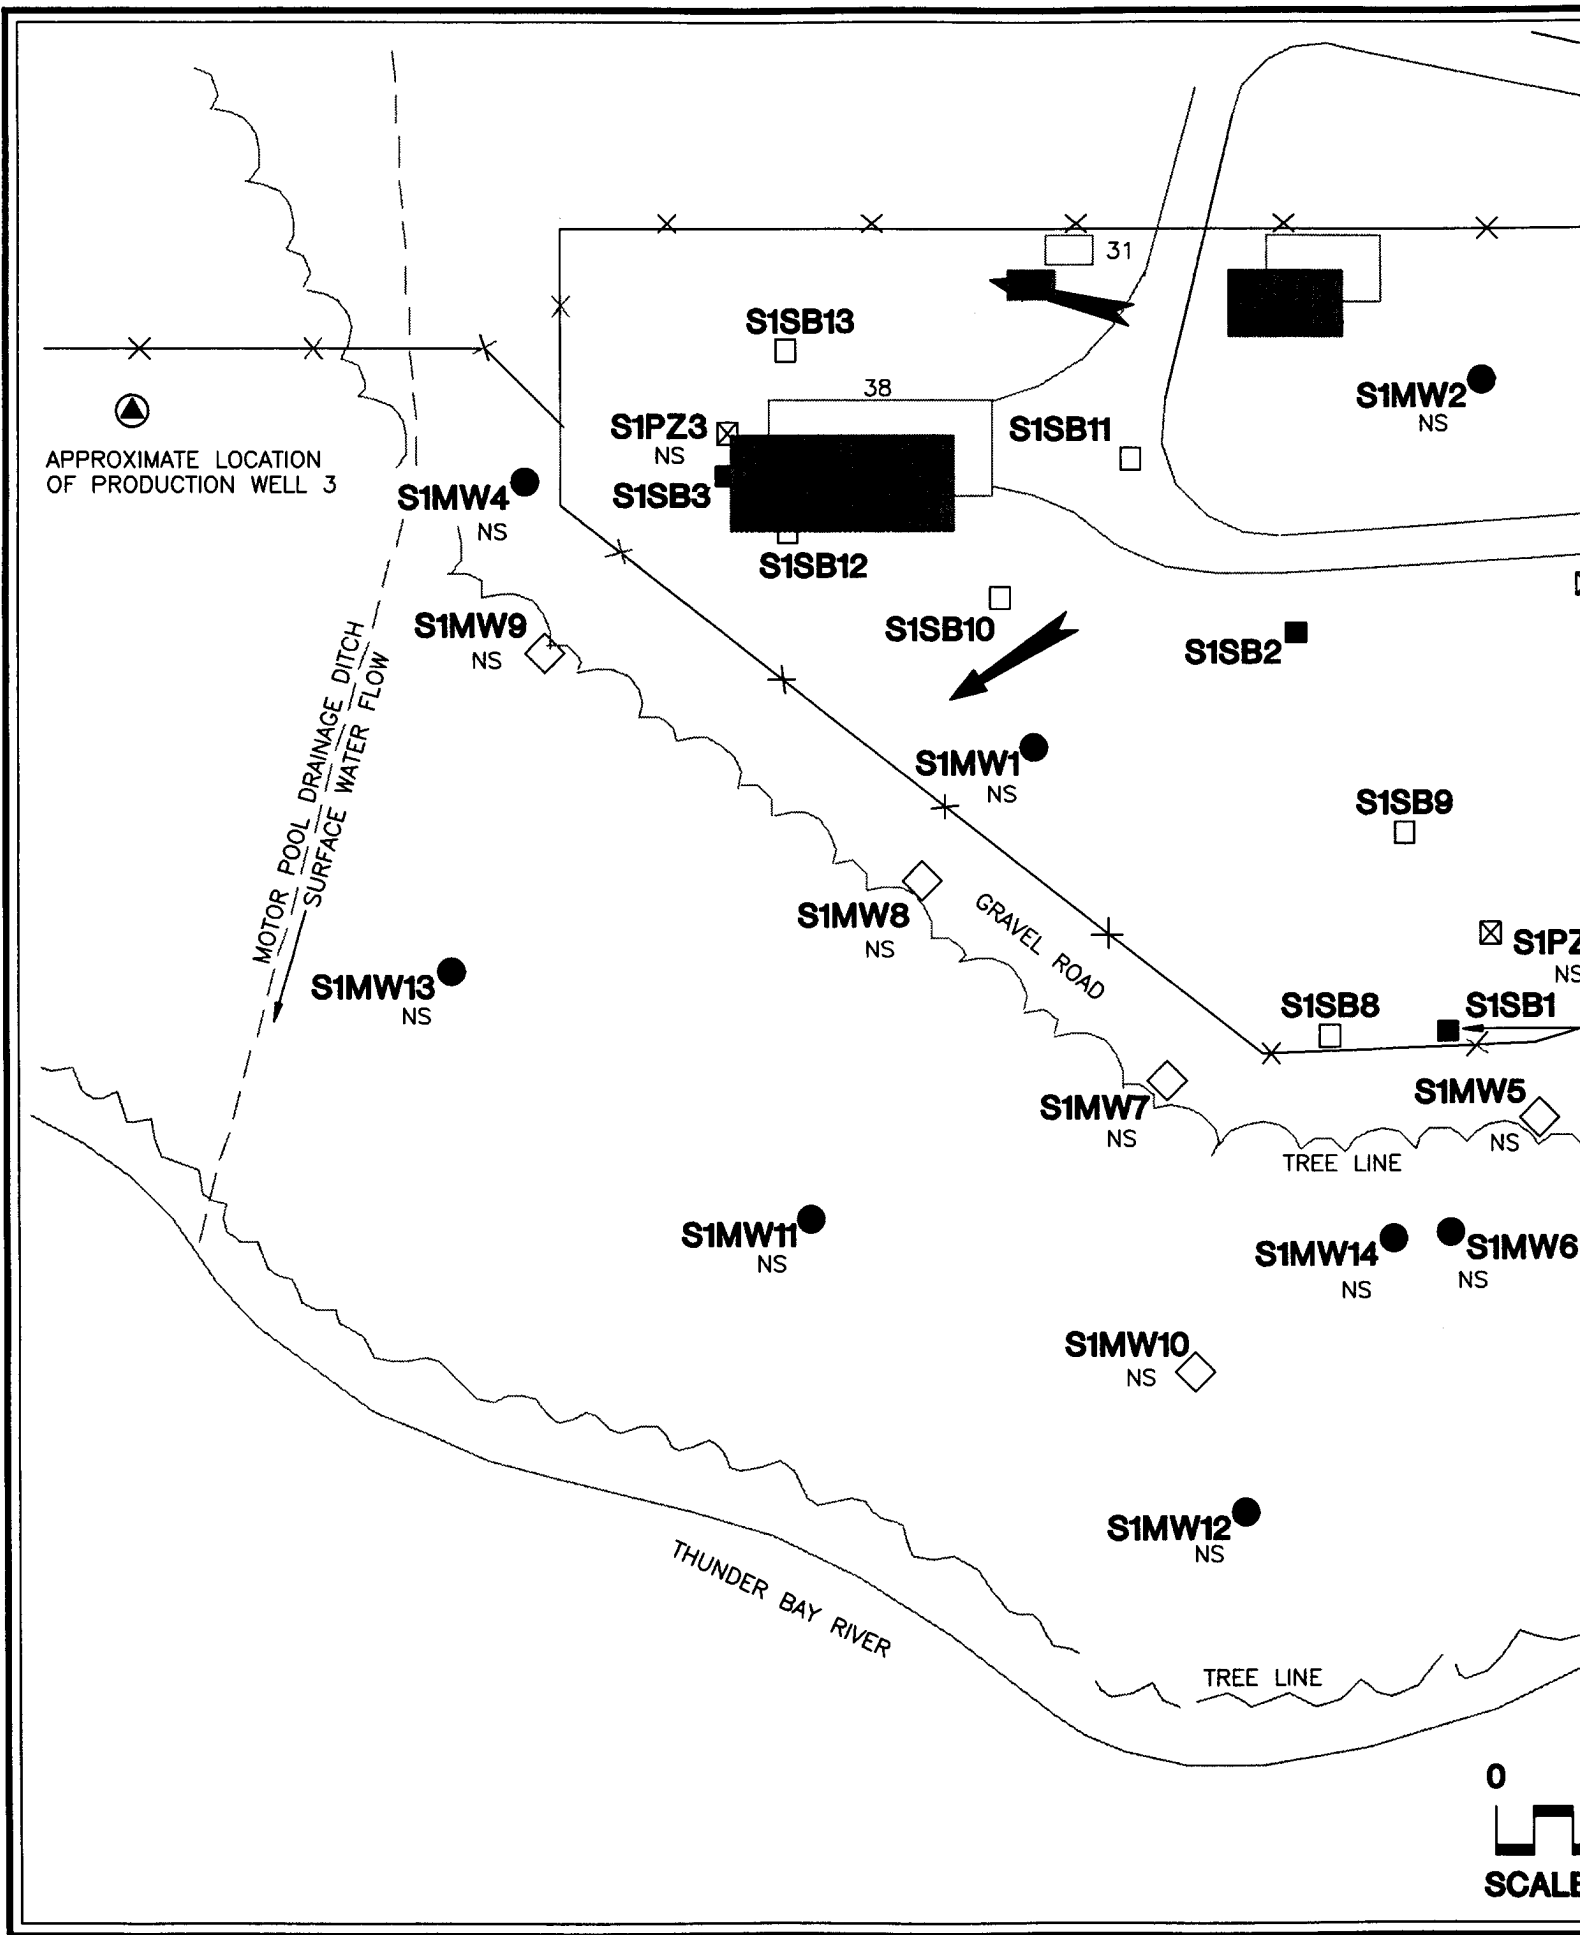 31
S1SB13
38
S1MW2
NS
S1PZ3
NS
S1SB11
APPROXIMATE LOCATION
OF PRODUCTION WELL 3
S1MW4
NS
S1SB3
S1SB12
S1MW9
NS
S1SB10
S1SB2
MOTOR POOL DRAINAGE DITCH
SURFACE WATER FLOW
S1MW1
NS
S1SB9
S1MW8
NS
GRAVEL ROAD
S1PZ
NS
S1MW13
NS
S1SB8
S1SB1
S1MW7
NS
S1MW5
NS
TREE LINE
S1MW11
NS
S1MW14
NS
S1MW6
NS
S1MW10
NS
S1MW12
NS
THUNDER BAY RIVER
TREE LINE
0
SCALE